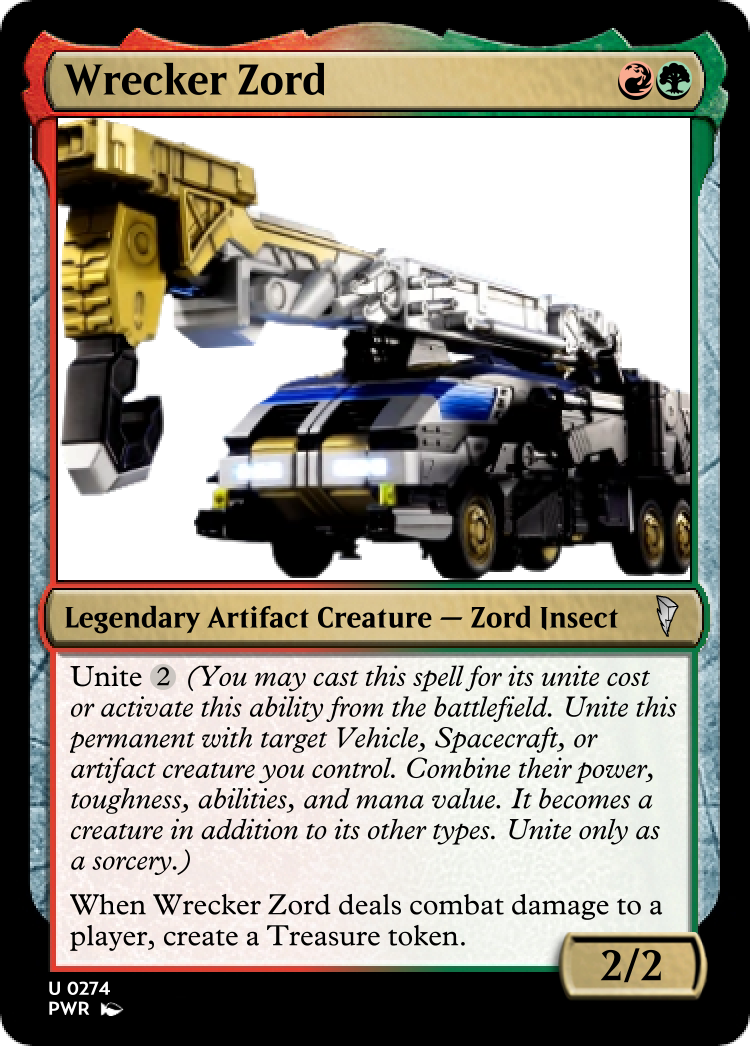 Wrecker Zord
Legendary Artifact Creature — Zord Insect
Unite 2 (You may cast this spell for its unite cost
or activate this ability from the battlefield. Unite this
permanent with target Vehicle, Spacecraft, or
artifact creature you control. Combine their power,
toughness, abilities, and mana value. It becomes a
creature in addition to its other types. Unite only as
a sorcery.)
When Wrecker Zord deals combat damage to a
player, create a Treasure token.
2/2
U 0274
PWR